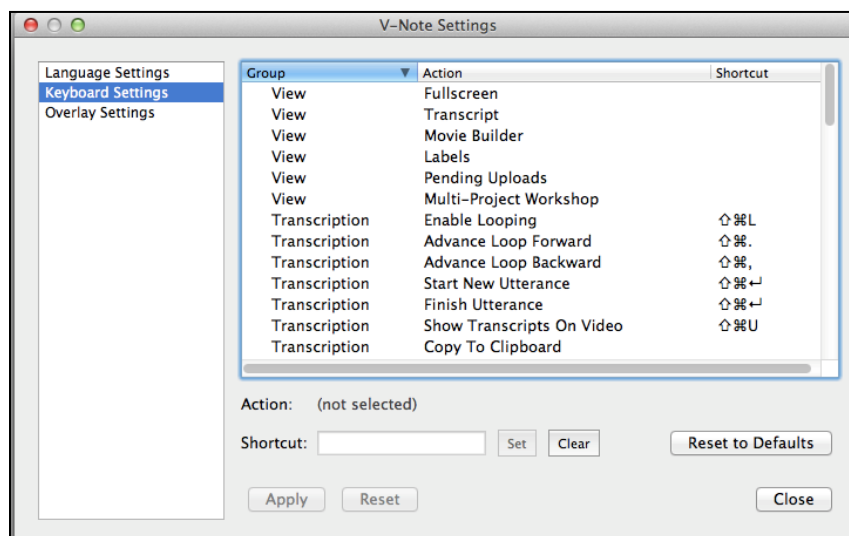 V-Note Settings
Language Settings
Keyboard Settings
Overlay Settings
Group ▼ Action Shortcut
View Fullscreen
View Transcript
View Movie Builder
View Labels
View Pending Uploads
View Multi-Project Workshop
Transcription Enable Looping ⇧⌘L
Transcription Advance Loop Forward ⇧⌘.
Transcription Advance Loop Backward ⇧⌘,
Transcription Start New Utterance ⇧⌘↩
Transcription Finish Utterance ⇧⌘↩
Transcription Show Transcripts On Video ⇧⌘U
Transcription Copy To Clipboard
Action: (not selected)
Shortcut: Set Clear Reset to Defaults
Apply Reset Close